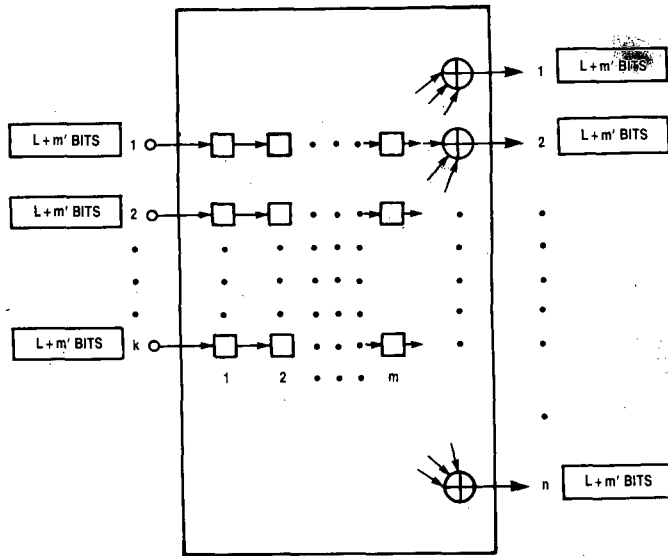 1 L + m' BITS
L + m' BITS 1 2 L + m' BITS
L + m' BITS 2
L + m' BITS k
1 2 m
n L + m' BITS